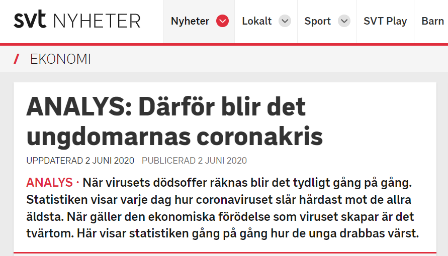 svt NYHETER Nyheter Lokalt Sport SVT Play Barn
/ EKONOMI
ANALYS: Därför blir det
ungdomarnas coronakris
UPPDATERAD 2 JUNI 2020 PUBLICERAD 2 JUNI 2020
ANALYS · När virusets dödsoffer räknas blir det tydligt gång på gång.
Statistiken visar varje dag hur coronaviruset slår hårdast mot de allra
äldsta. När gäller den ekonomiska förödelse som viruset skapar är det
tvärtom. Här visar statistiken gång på gång hur de unga drabbas värst.